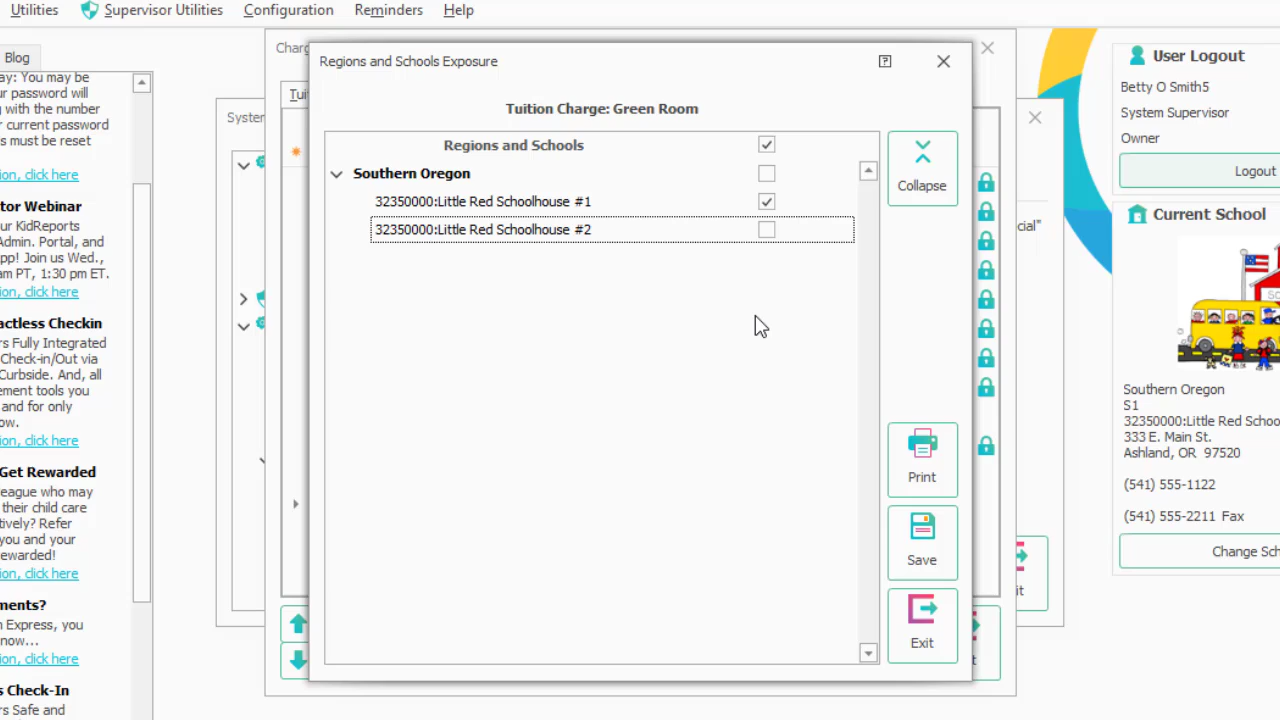 Utilities
Supervisor Utilities
Configuration
Reminders
Help
Blog
ay: You may be
ur password will
g with the number
r current password
s must be reset
ion, click here
tor Webinar
ur KidReports
Admin. Portal, and
pp! Join us Wed.,
am PT, 1:30 pm ET.
ion, click here
actless Checkin
rs Fully Integrated
Check-in/Out via
Curbside. And, all
ement tools you
and for only
ow.
ion, click here
Get Rewarded
league who may
their child care
tively? Refer
you and your
ewarded!
ion, click here
ments?
n Express, you
now...
ion, click here
s Check-In
rs Safe and
System
Charg
Tuit
Regions and Schools Exposure
Tuition Charge: Green Room
Regions and Schools
Southern Oregon
32350000:Little Red Schoolhouse #1
32350000:Little Red Schoolhouse #2
Collapse
Print
Save
Exit
cial"
it
t
User Logout
Betty O Smith5
System Supervisor
Owner
Logout
Current School
SC
Southern Oregon
S1
32350000:Little Red Schoo
333 E. Main St.
Ashland, OR 97520
(541) 555-1122
(541) 555-2211 Fax
Change Sch